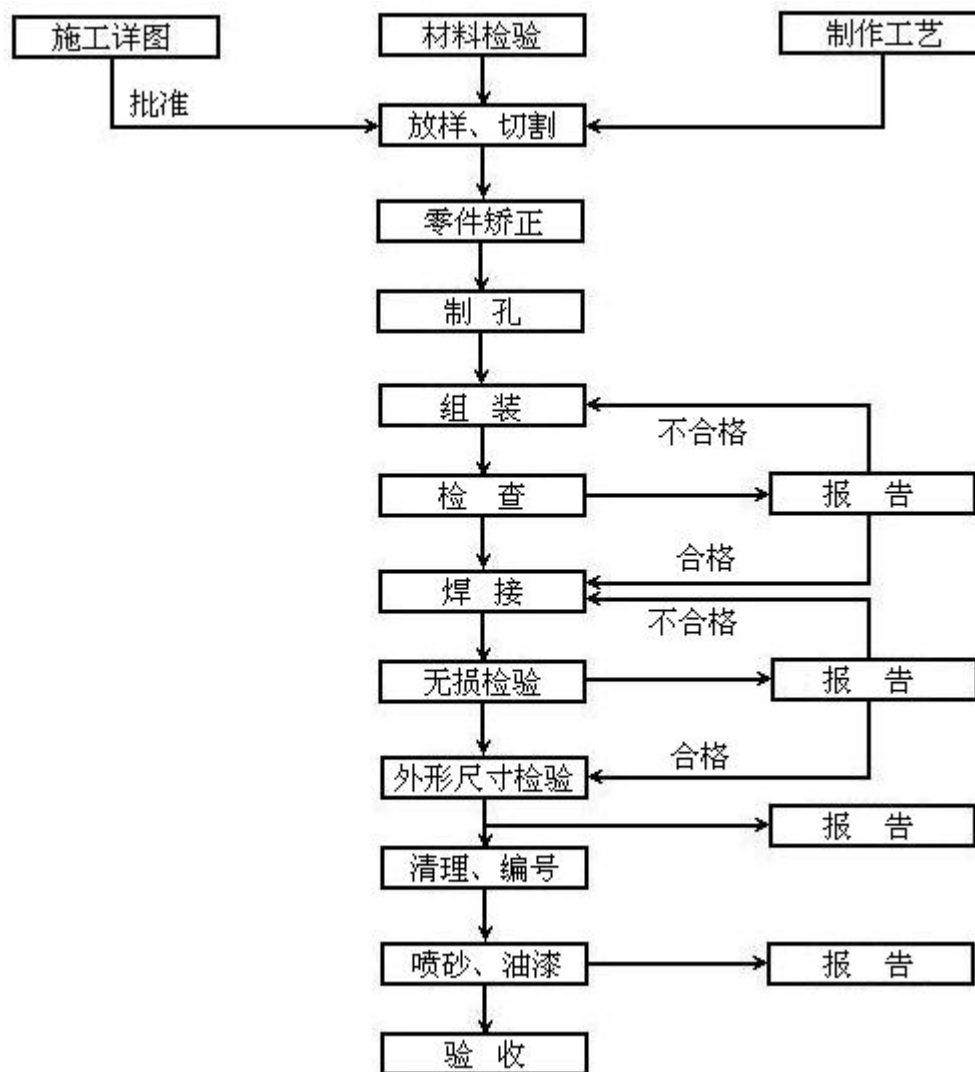 施工详图
材料检验
制作工艺
批准
放样、切割
零件矫正
制 孔
组 装
不合格
检 查
报 告
合格
焊 接
不合格
无损检验
报 告
合格
外形尺寸检验
报 告
清理、编号
喷砂、油漆
报 告
验 收